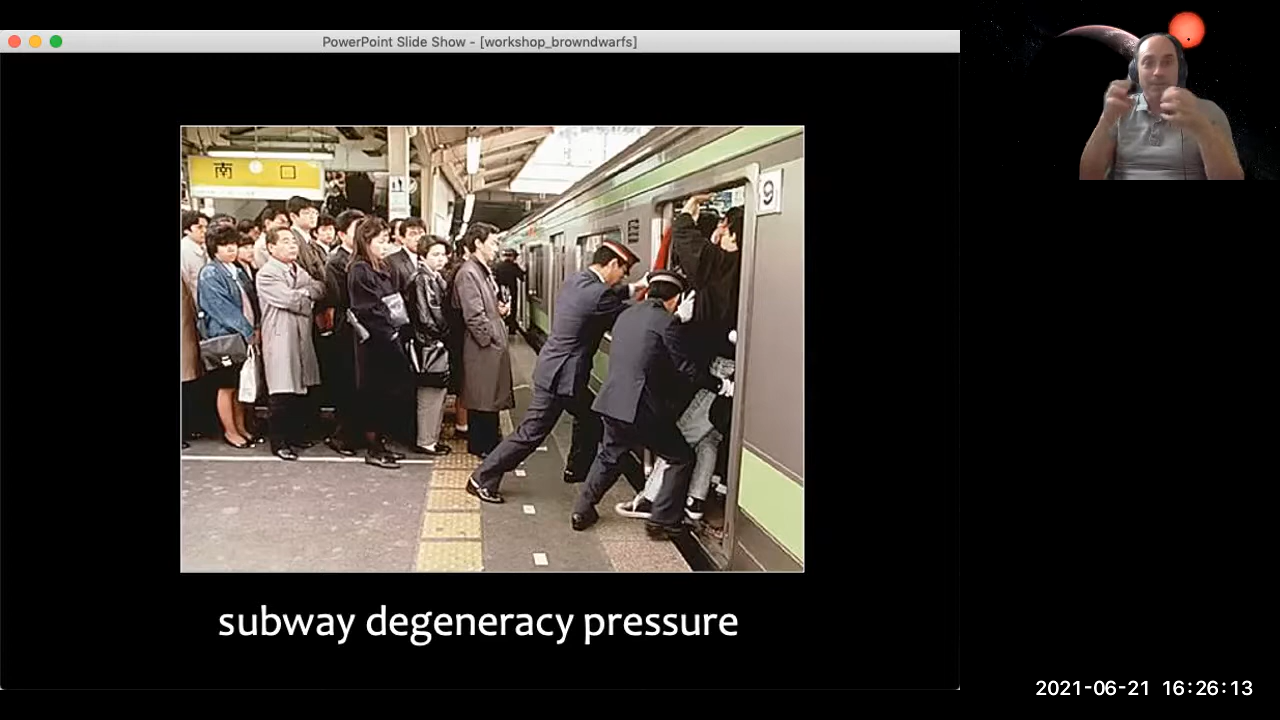 PowerPoint Slide Show - [workshop_browndwarfs]
南 口
9
subway degeneracy pressure
2021-06-21 16:26:13